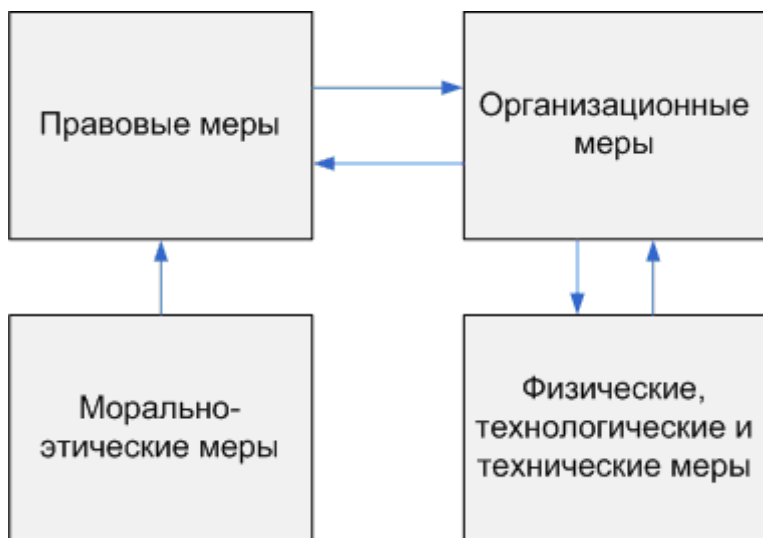 Правовые меры
Организационные
меры
Морально-
этические меры
Физические,
технологические и
технические меры